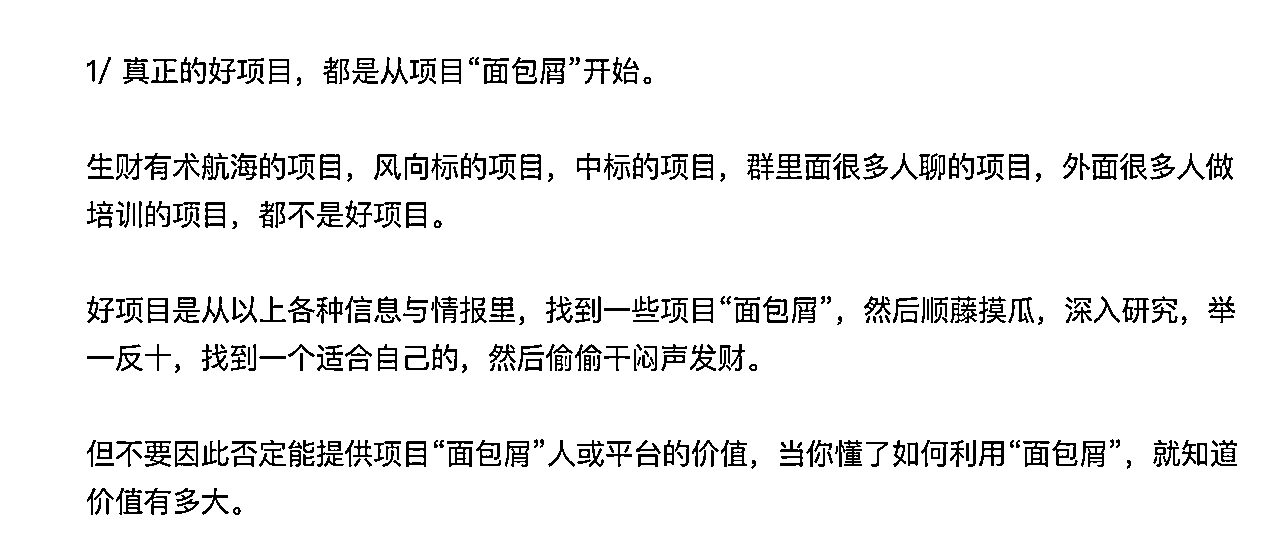 1/ 真正的好项目，都是从项目“面包屑”开始。
生财有术航海的项目，风向标的项目，中标的项目，群里面很多人聊的项目，外面很多人做
培训的项目，都不是好项目。
好项目是从以上各种信息与情报里，找到一些项目“面包屑”，然后顺藤摸瓜，深入研究，举
一反十，找到一个适合自己的，然后偷偷干闷声发财。
但不要因此否定能提供项目“面包屑”人或平台的价值，当你懂了如何利用“面包屑”，就知道
价值有多大。